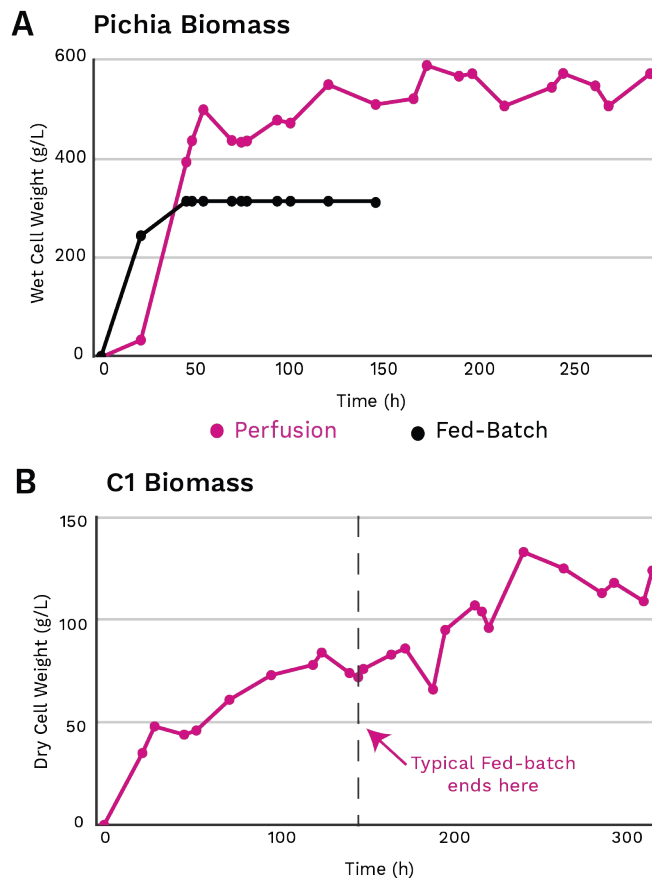 A Pichia Biomass
600
400
200
0
Wet Cell Weight (g/L)
0 50 100 150 200 250
Time (h)
Perfusion Fed-Batch
B C1 Biomass
150
100
50
0
Dry Cell Weight (g/L)
Typical Fed-batch
ends here
0 100 200 300
Time (h)